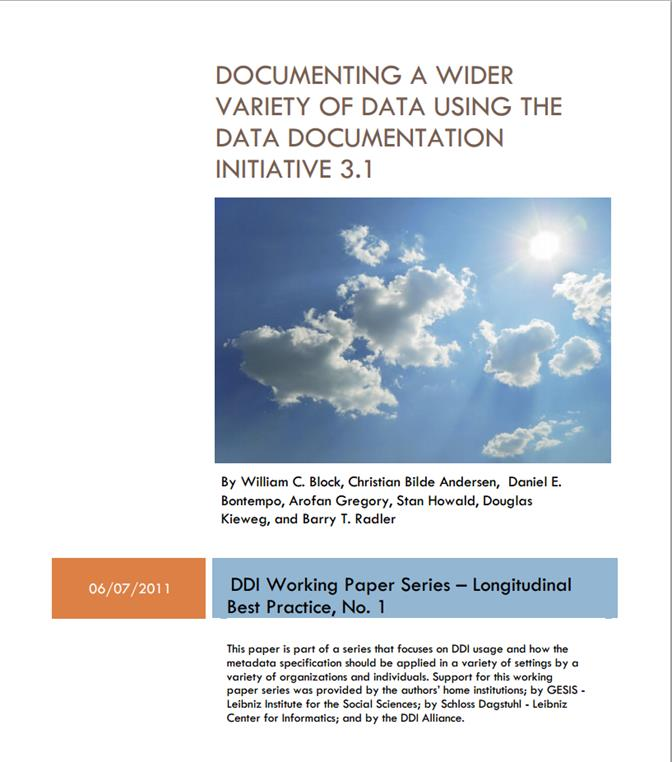 DOCUMENTING A WIDER
VARIETY OF DATA USING THE
DATA DOCUMENTATION
INITIATIVE 3.1
By William C. Block, Christian Bilde Andersen, Daniel E.
Bontempo, Arofan Gregory, Stan Howald, Douglas
Kieweg, and Barry T. Radler
06/07/2011
DDI Working Paper Series – Longitudinal
Best Practice, No. 1
This paper is part of a series that focuses on DDI usage and how the
metadata specification should be applied in a variety of settings by a
variety of organizations and individuals. Support for this working
paper series was provided by the authors' home institutions; by GESIS -
Leibniz Institute for the Social Sciences; by Schloss Dagstuhl - Leibniz
Center for Informatics; and by the DDI Alliance.